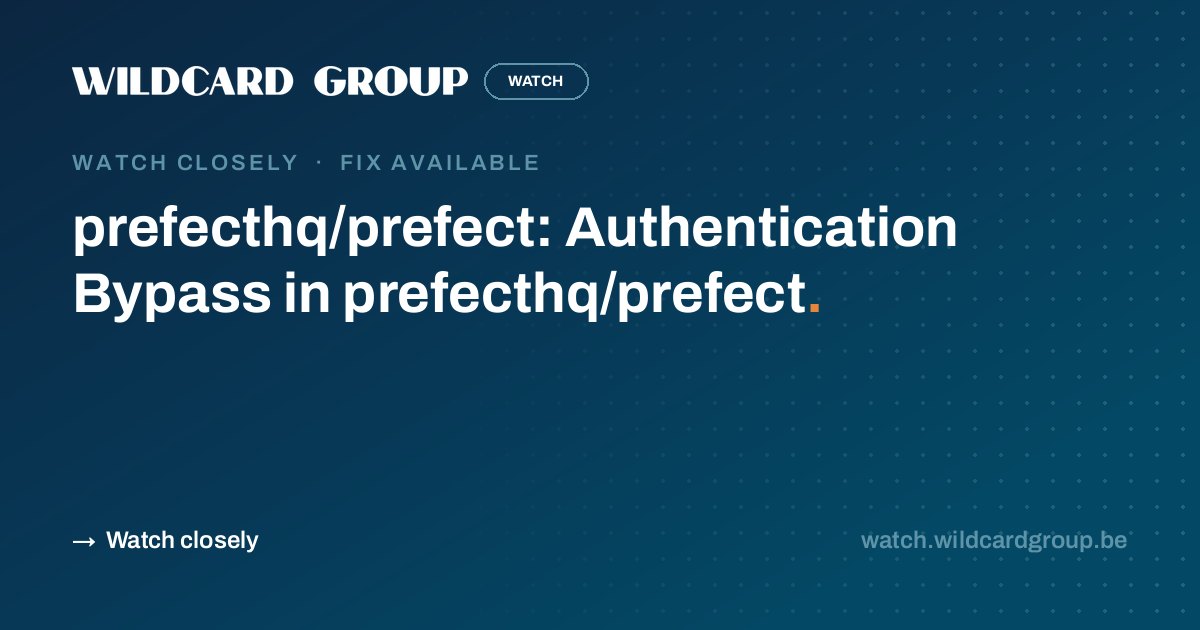 WILDCARD GROUP WATCH
WATCH CLOSELY · FIX AVAILABLE
prefecthq/prefect: Authentication
Bypass in prefecthq/prefect.
→ Watch closely
watch.wildcardgroup.be